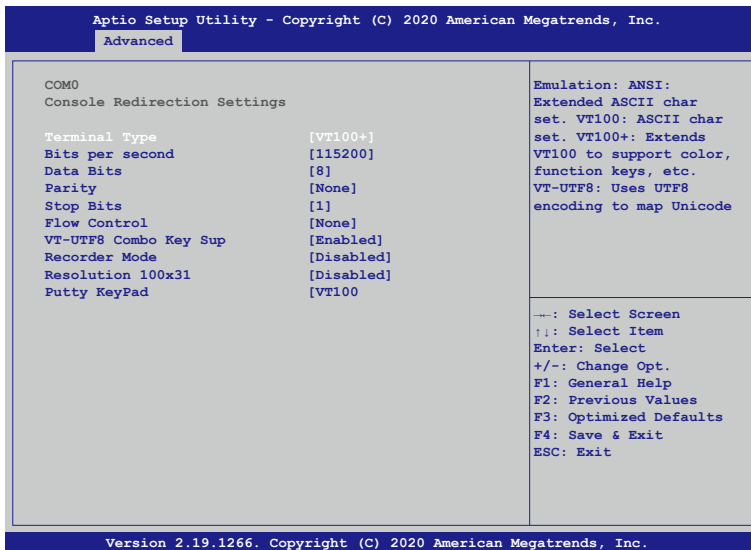 Aptio Setup Utility - Copyright (C) 2020 American Megatrends, Inc.
Advanced
COM0
Console Redirection Settings
Terminal Type [VT100+]
Bits per second [115200]
Data Bits [8]
Parity [None]
Stop Bits [1]
Flow Control [None]
VT-UTF8 Combo Key Sup [Enabled]
Recorder Mode [Disabled]
Resolution 100x31 [Disabled]
Putty KeyPad [VT100
Emulation: ANSI:
Extended ASCII char
set. VT100: ASCII char
set. VT100+: Extends
VT100 to support color,
function keys, etc.
VT-UTF8: Uses UTF8
encoding to map Unicode
→←: Select Screen
↑↓: Select Item
Enter: Select
+/-: Change Opt.
F1: General Help
F2: Previous Values
F3: Optimized Defaults
F4: Save & Exit
ESC: Exit
Version 2.19.1266. Copyright (C) 2020 American Megatrends, Inc.